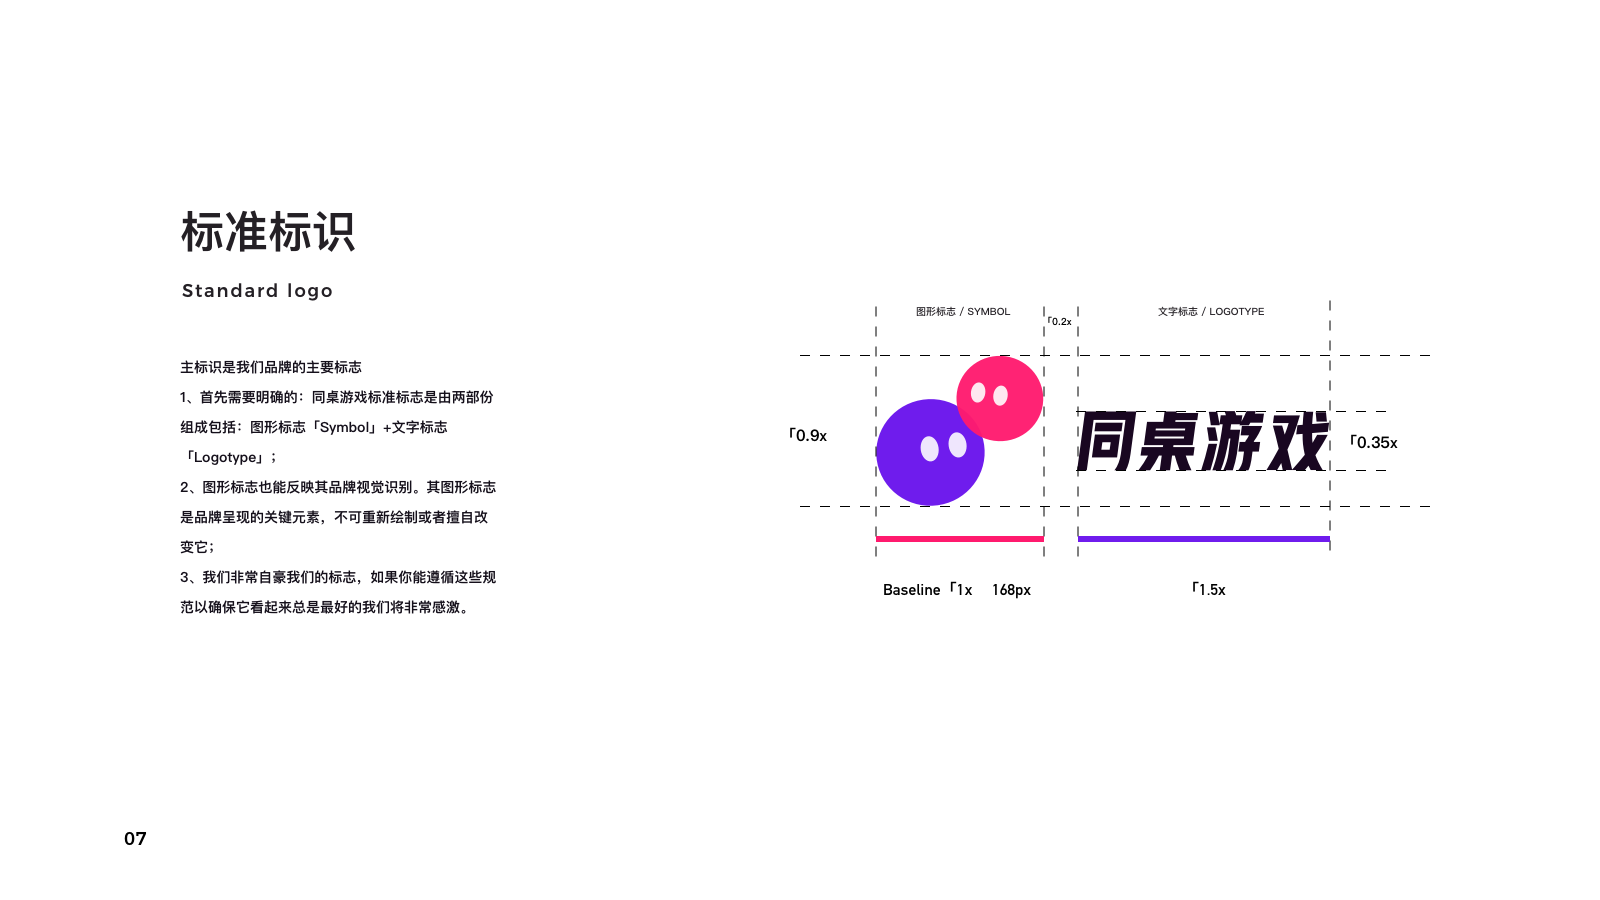 标准标识
Standard logo
主标识是我们品牌的主要标志
1、首先需要明确的：同桌游戏标准标志是由两部份
组成包括：图形标志「Symbol」+文字标志
「Logotype」；
2、图形标志也能反映其品牌视觉识别。其图形标志
是品牌呈现的关键元素，不可重新绘制或者擅自改
变它；
3、我们非常自豪我们的标志，如果你能遵循这些规
范以确保它看起来总是最好的我们将非常感激。
图形标志 / SYMBOL
「0.2x
文字标志 / LOGOTYPE
「0.9x
同桌游戏
「0.35x
Baseline「1x 168px
「1.5x
07